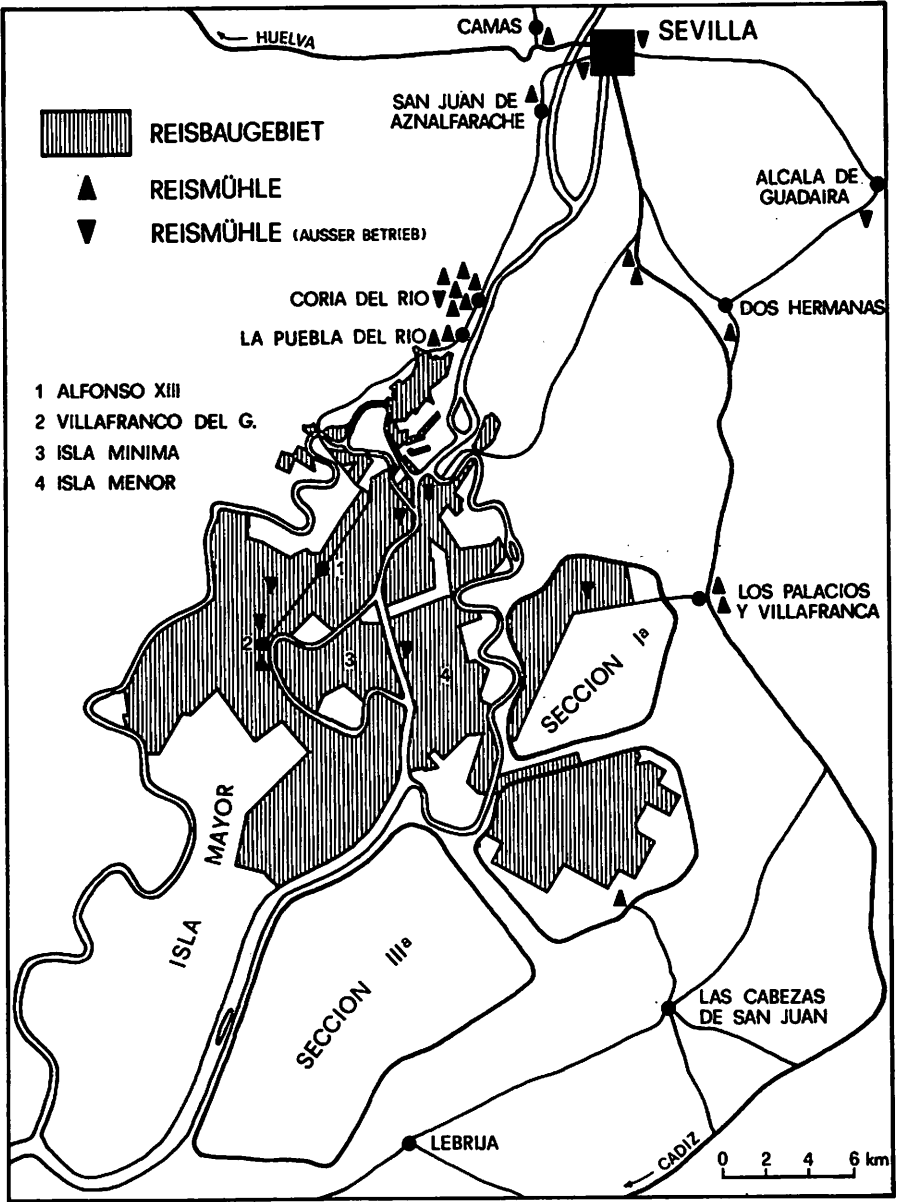 CAMAS
SEVILLA
HUELVA
SAN JUAN DE
AZNALFARACHE
REISBAUGEBIET
REISMÜHLE
REISMÜHLE (AUSSER BETRIEB)
ALCALA DE
GUADAIRA
CORIA DEL RIO
DOS HERMANAS
LA PUEBLA DEL RIO
1 ALFONSO XIII
2 VILLAFRANCO DEL G.
3 ISLA MINIMA
4 ISLA MENOR
1
2
3
4
LOS PALACIOS
Y VILLAFRANCA
SECCION Iª
ISLA MAYOR
SECCION IIIª
LAS CABEZAS
DE SAN JUAN
LEBRIJA
CADIZ
0 2 4 6 km